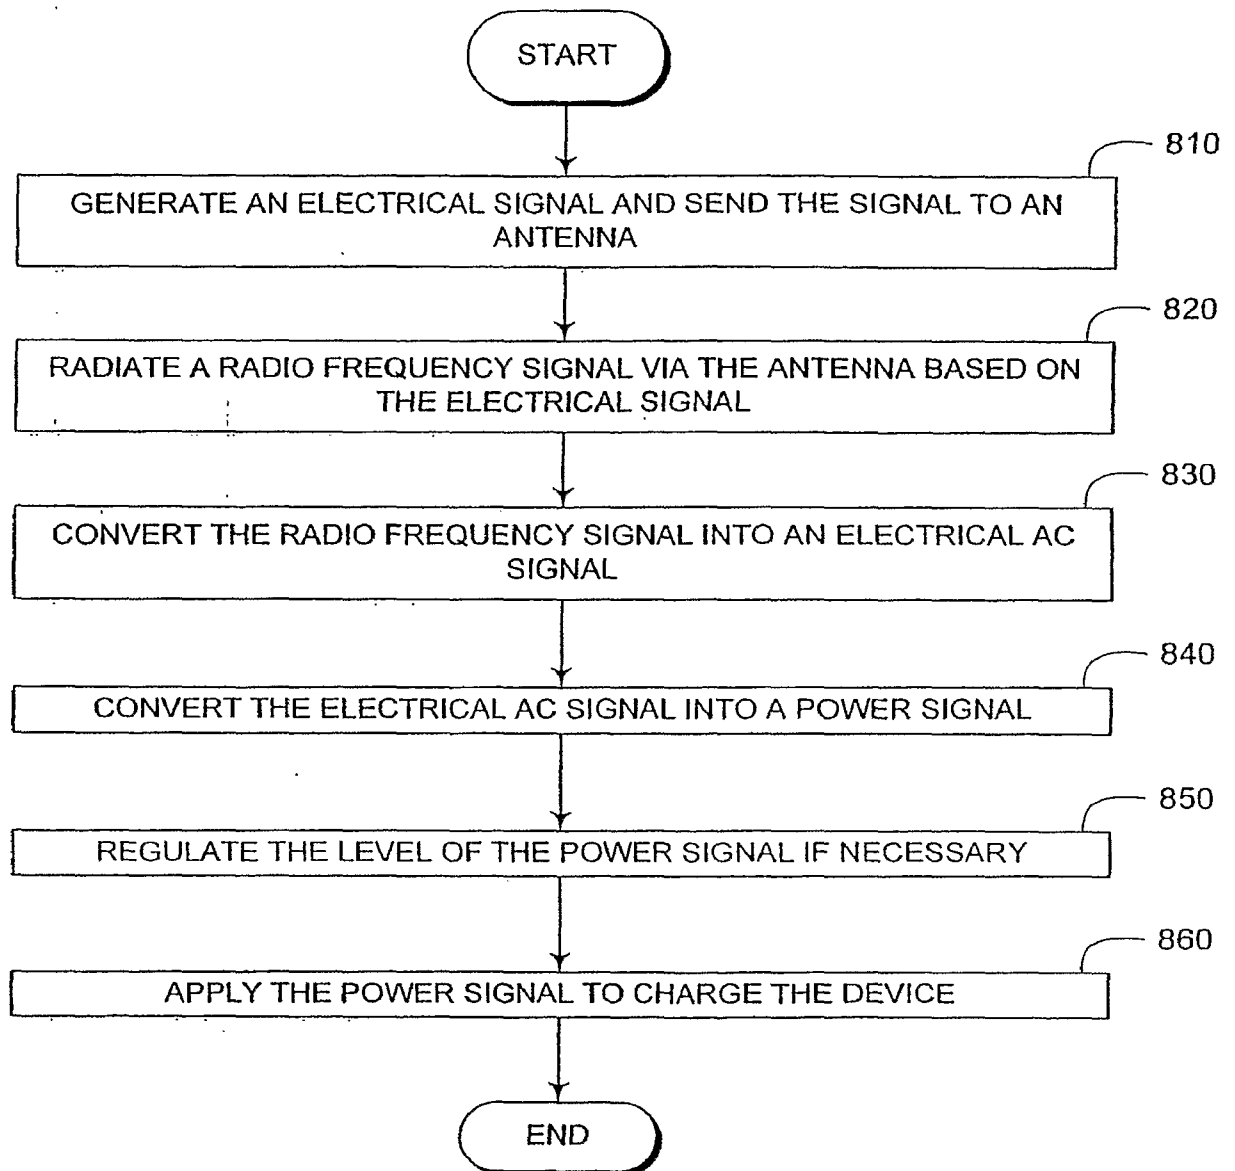 START
810
GENERATE AN ELECTRICAL SIGNAL AND SEND THE SIGNAL TO AN
ANTENNA
820
RADIATE A RADIO FREQUENCY SIGNAL VIA THE ANTENNA BASED ON
THE ELECTRICAL SIGNAL
830
CONVERT THE RADIO FREQUENCY SIGNAL INTO AN ELECTRICAL AC
SIGNAL
840
CONVERT THE ELECTRICAL AC SIGNAL INTO A POWER SIGNAL
850
REGULATE THE LEVEL OF THE POWER SIGNAL IF NECESSARY
860
APPLY THE POWER SIGNAL TO CHARGE THE DEVICE
END